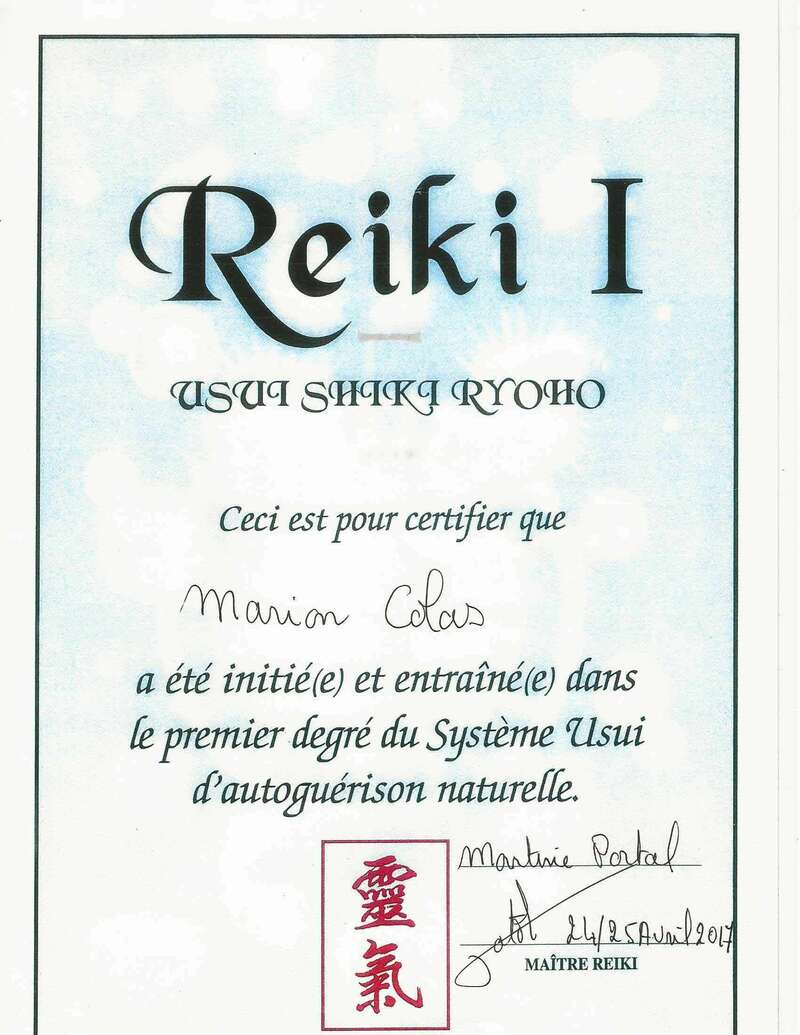 Reiki I
USUI SHIKI RYOHO
Ceci est pour certifier que
Marion Colas
a été initié(e) et entraîné(e) dans
le premier degré du Système Usui
d'autoguérison naturelle.
Martine Portal
24/25 Avril 2017
MAÎTRE REIKI
靈
氣